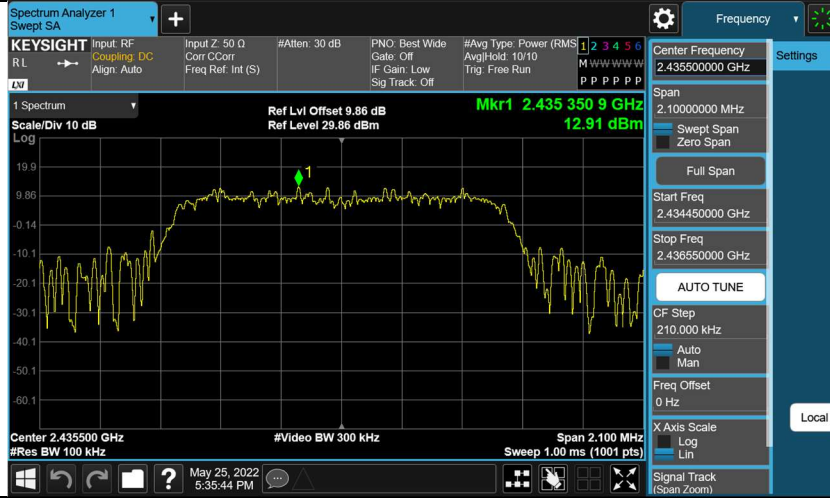 Spectrum Analyzer 1
Swept SA
Frequency
KEYSIGHT
RL
LXI
Input: RF
Coupling: DC
Align: Auto
Input Z: 50 Ω
Corr CCorr
Freq Ref: Int (S)
#Atten: 30 dB
PNO: Best Wide
Gate: Off
IF Gain: Low
Sig Track: Off
#Avg Type: Power (RMS
Avg|Hold: 10/10
Trig: Free Run
1 2 3 4 5 6
M W W W W W
P P P P P P
1 Spectrum
Scale/Div 10 dB
Ref Lvl Offset 9.86 dB
Ref Level 29.86 dBm
Mkr1 2.435 350 9 GHz
12.91 dBm
Log
1
19.9
9.86
-0.14
-10.1
-20.1
-30.1
-40.1
-50.1
-60.1
Center 2.435500 GHz
#Res BW 100 kHz
#Video BW 300 kHz
Span 2.100 MHz
Sweep 1.00 ms (1001 pts)
May 25, 2022
5:35:44 PM
Center Frequency
2.435500000 GHz
Span
2.10000000 MHz
Swept Span
Zero Span
Full Span
Start Freq
2.434450000 GHz
Stop Freq
2.436550000 GHz
AUTO TUNE
CF Step
210.000 kHz
Auto
Man
Freq Offset
0 Hz
X Axis Scale
Log
Lin
Signal Track
(Span Zoom)
Settings
Local